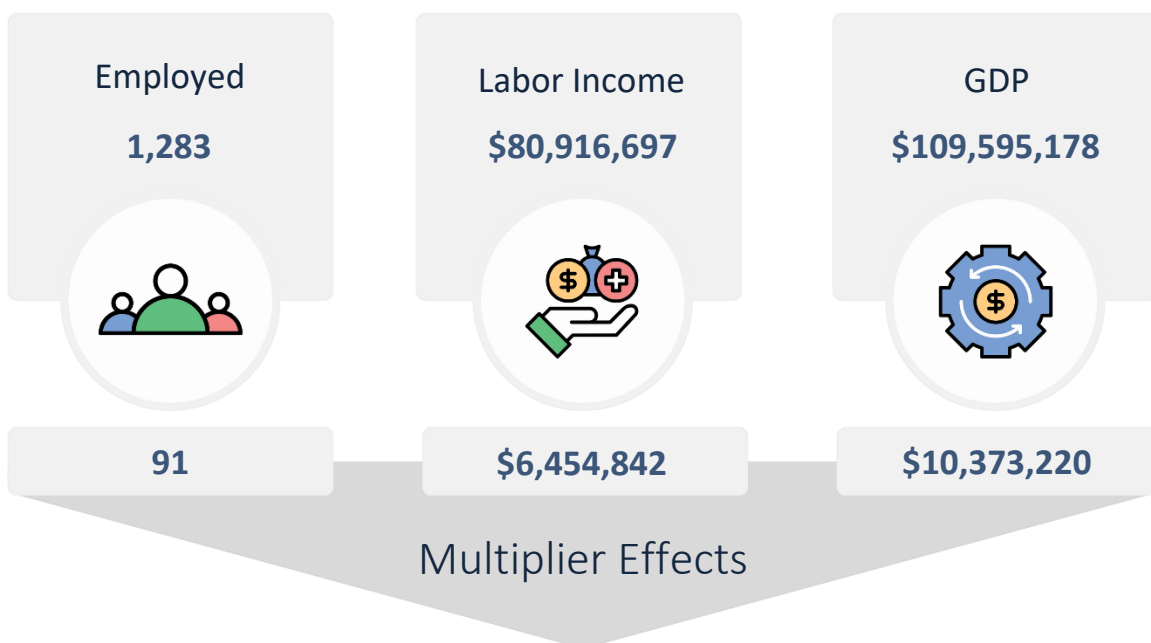 Employed
1,283
Labor Income
$80,916,697
GDP
$109,595,178
$
$
91
$6,454,842
$10,373,220
Multiplier Effects